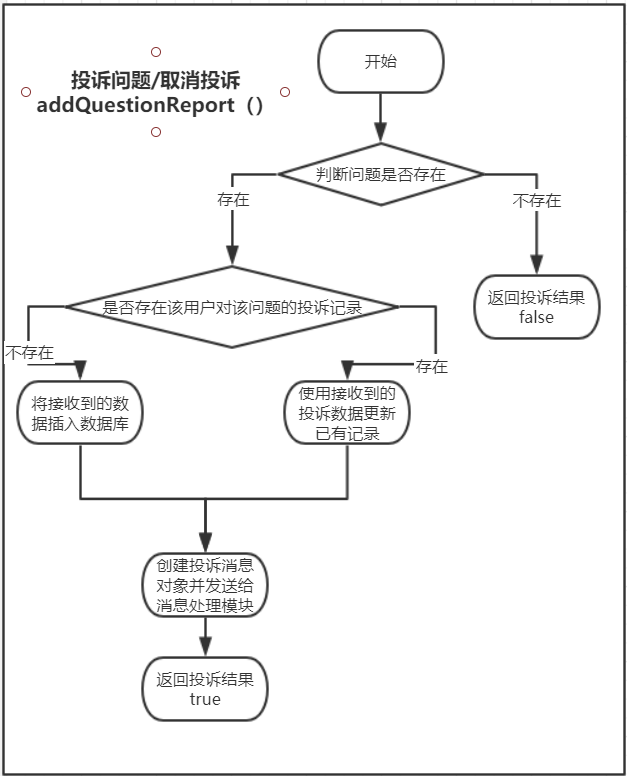 投诉问题/取消投诉
addQuestionReport（）
开始
判断问题是否存在
存在
不存在
返回投诉结果
false
是否存在该用户对该问题的投诉记录
不存在
存在
将接收到的数
据插入数据库
使用接收到的
投诉数据更新
已有记录
创建投诉消息
对象并发送给
消息处理模块
返回投诉结果
true